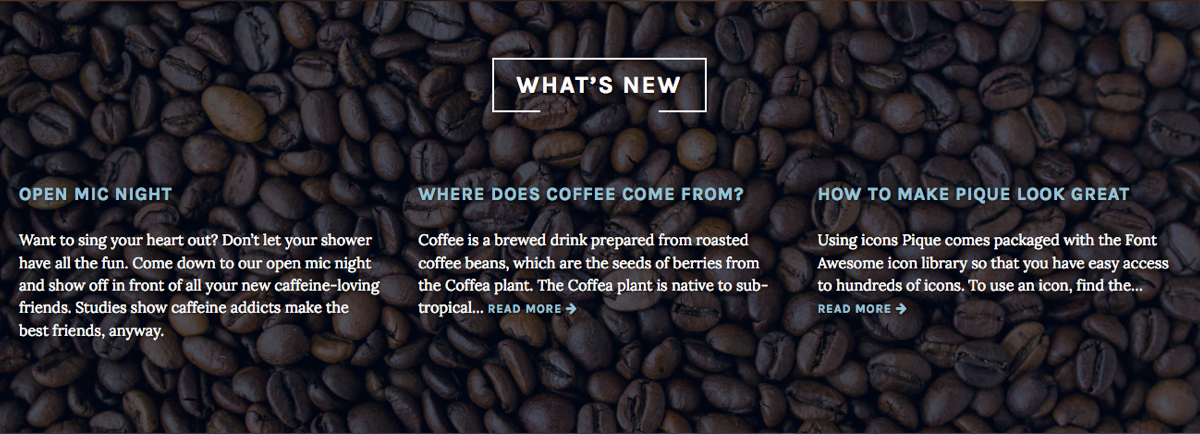 WHAT’S NEW
OPEN MIC NIGHT
Want to sing your heart out? Don’t let your shower
have all the fun. Come down to our open mic night
and show off in front of all your new caffeine-loving
friends. Studies show caffeine addicts make the
best friends, anyway.
WHERE DOES COFFEE COME FROM?
Coffee is a brewed drink prepared from roasted
coffee beans, which are the seeds of berries from
the Coffea plant. The Coffea plant is native to sub-
tropical... READ MORE →
HOW TO MAKE PIQUE LOOK GREAT
Using icons Pique comes packaged with the Font
Awesome icon library so that you have easy access
to hundreds of icons. To use an icon, find the...
READ MORE →